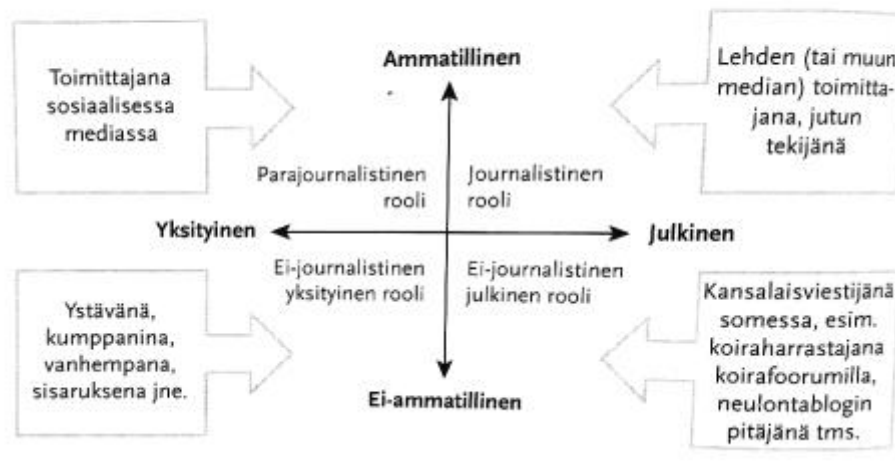 Toimittajana
sosiaalisessa
mediassa
Ammatillinen
Lehden (tai muun
median) toimitta-
jana, jutun
tekijänä
Parajournalistinen
rooli
Journalistinen
rooli
Yksityinen
Julkinen
Ei-journalistinen
yksityinen rooli
Ei-journalistinen
julkinen rooli
Ystävänä,
kumppanina,
vanhempana,
sisaruksena jne.
Ei-ammatillinen
Kansalaisviestijänä
somessa, esim.
koiraharrastajana
koirafoorumilla,
neulontablogin
pitäjänä tms.